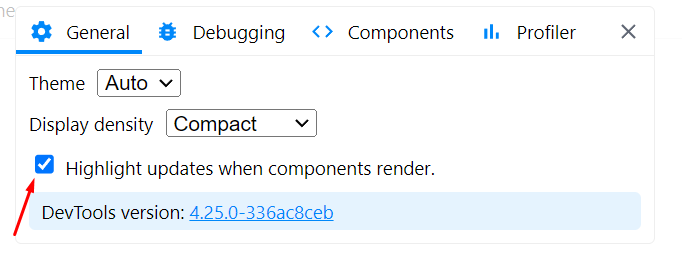 ne
General Debugging Components Profiler
Theme Auto
Display density Compact
Highlight updates when components render.
DevTools version: 4.25.0-336ac8ceb